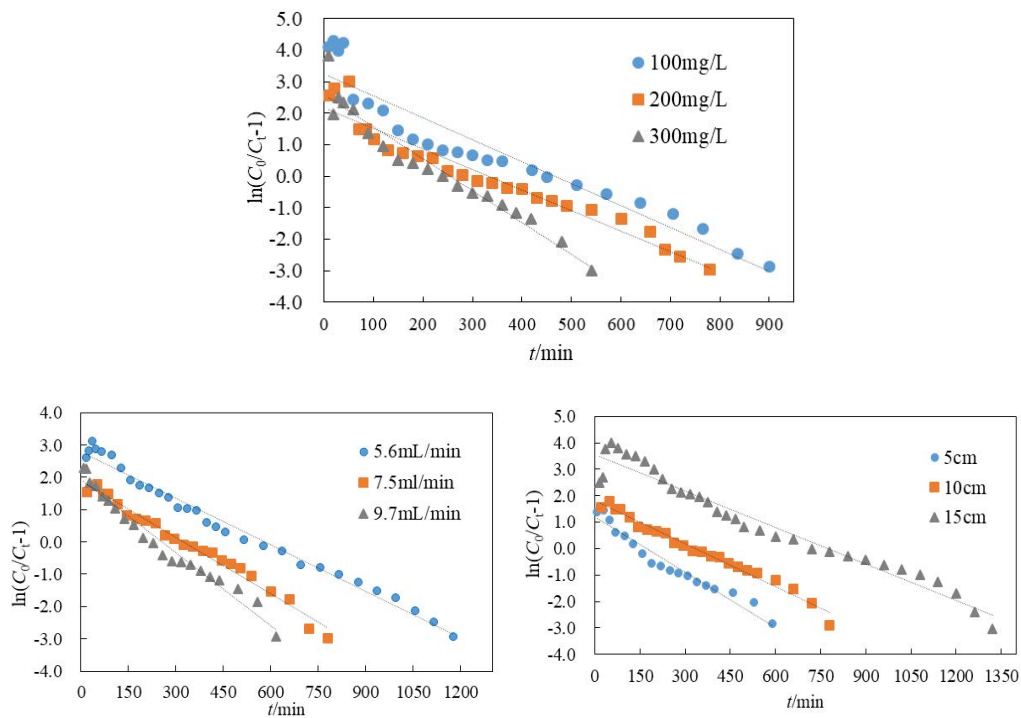 5.0
4.0
3.0
2.0
1.0
0.0
-1.0
-2.0
-3.0
-4.0
ln(C₀/Cₜ-1)
100mg/L
200mg/L
300mg/L
0 100 200 300 400 500 600 700 800 900
t/min
4.0
3.0
2.0
1.0
0.0
-1.0
-2.0
-3.0
-4.0
ln(C₀/Cₜ-1)
5.6mL/min
7.5ml/min
9.7mL/min
0 150 300 450 600 750 900 1050 1200
t/min
5.0
4.0
3.0
2.0
1.0
0.0
-1.0
-2.0
-3.0
-4.0
ln(C₀/Cₜ-1)
5cm
10cm
15cm
0 150 300 450 600 750 900 1050 1200 1350
t/min